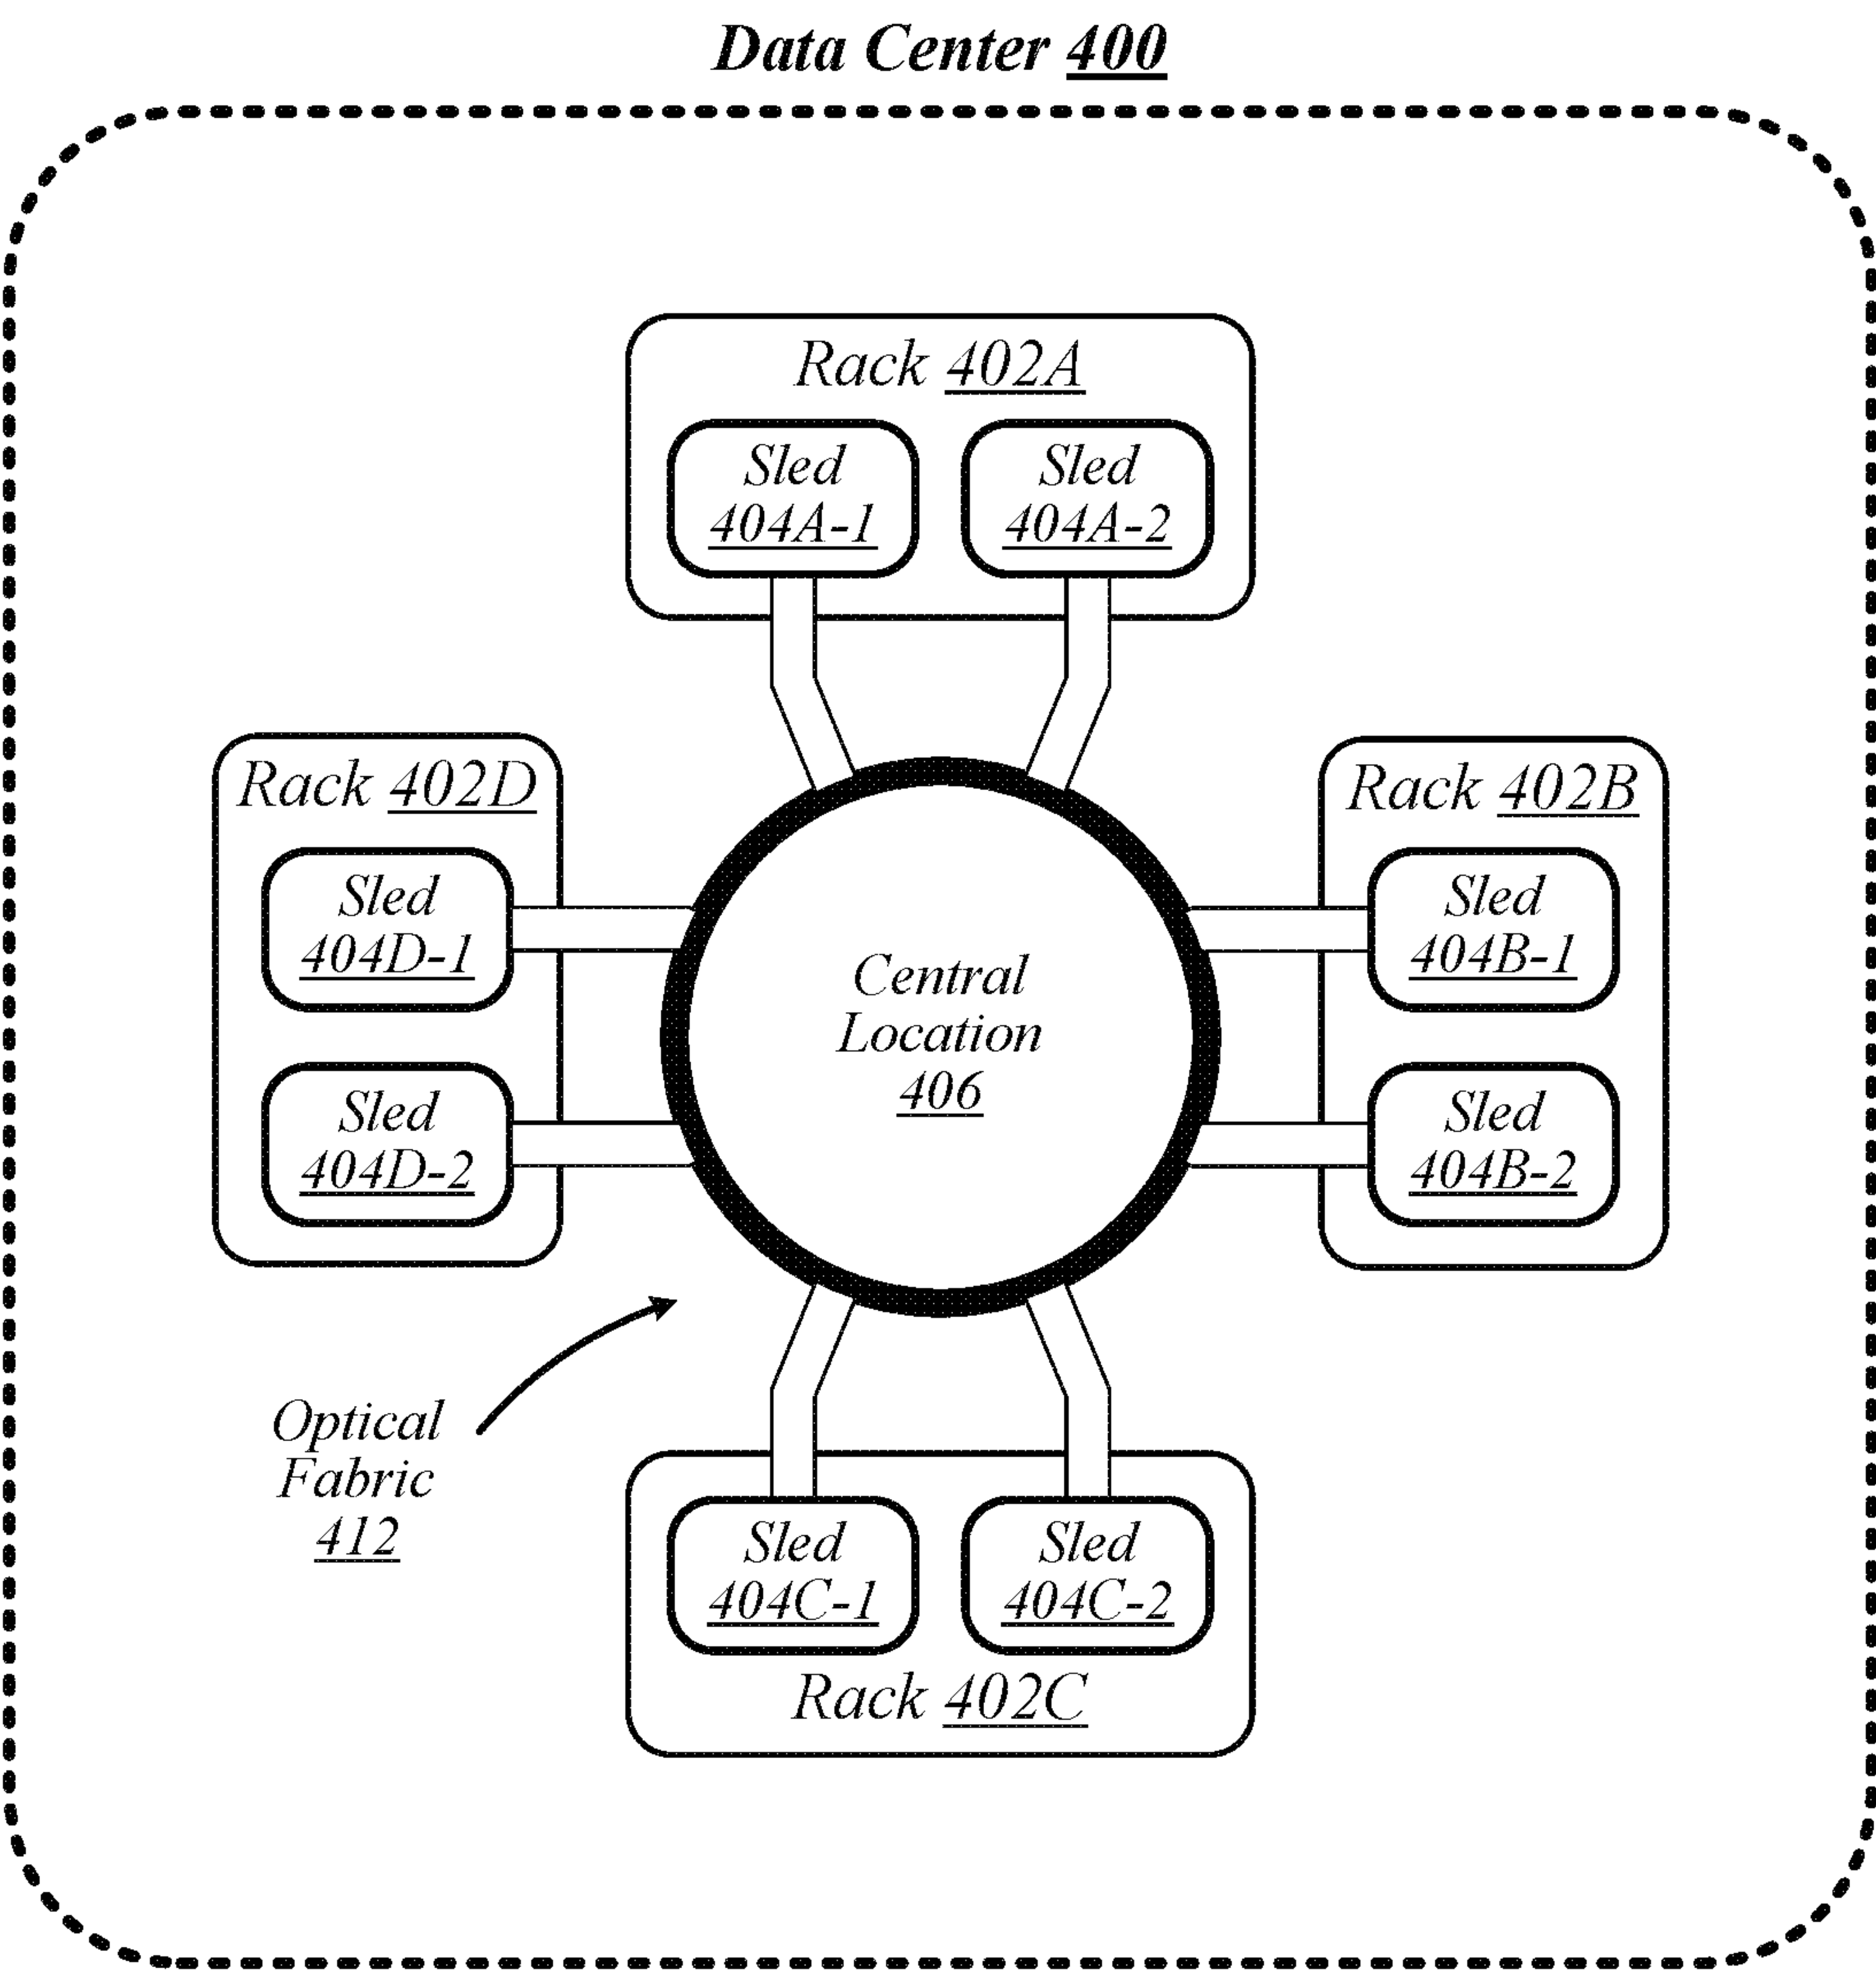 Data Center 400
Rack 402A
Sled
404A-1
Sled
404A-2
Rack 402D
Sled
404D-1
Sled
404D-2
Rack 402B
Sled
404B-1
Sled
404B-2
Central
Location
406
Optical
Fabric
412
Sled
404C-1
Sled
404C-2
Rack 402C